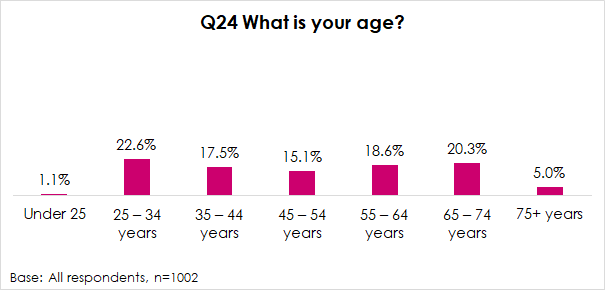 Q24 What is your age?
1.1%
22.6%
17.5%
15.1%
18.6%
20.3%
5.0%
Under 25
25 – 34
years
35 – 44
years
45 – 54
years
55 – 64
years
65 – 74
years
75+ years
Base: All respondents, n=1002